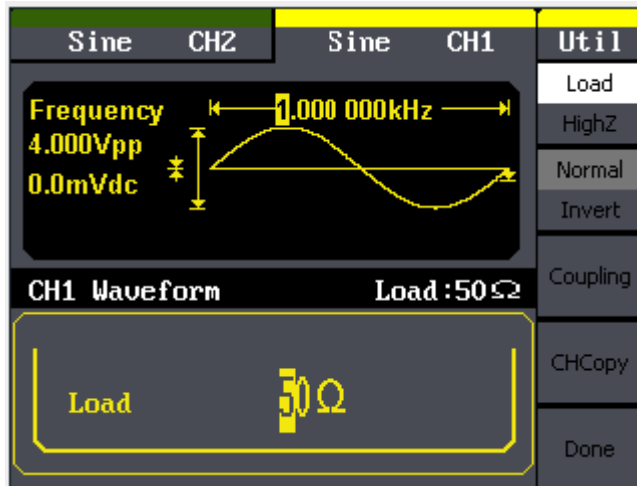 Sine CH2 Sine CH1 Util
Load
HighZ
Normal
Invert
Coupling
CHCopy
Done
Frequency 1.000 000kHz
4.000Vpp
0.0mVdc
CH1 Waveform Load:50Ω
Load 50Ω